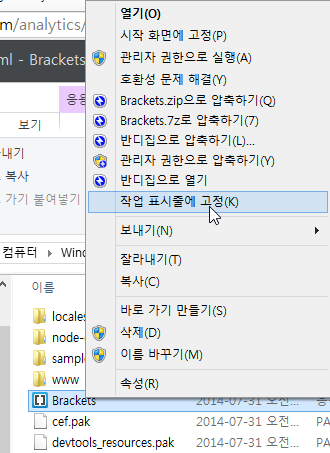 m/analytics/
ml - Brackets
응용
보기
나내기
복사
가 붙여넣기
컴퓨터 ▸ Wind
이름
locales
node-
sampl
www
Brackets 2014-07-31 오전...
cef.pak 2014-07-31 오전... PA
devtools_resources.pak 2014-07-31 오전... PA
열기(O)
시작 화면에 고정(P)
관리자 권한으로 실행(A)
호환성 문제 해결(Y)
Brackets.zip으로 압축하기(Q)
Brackets.7z로 압축하기(7)
반디집으로 압축하기(L)...
관리자 권한으로 압축하기(Y)
반디집으로 열기
작업 표시줄에 고정(K)
보내기(N)
잘라내기(T)
복사(C)
바로 가기 만들기(S)
삭제(D)
이름 바꾸기(M)
속성(R)